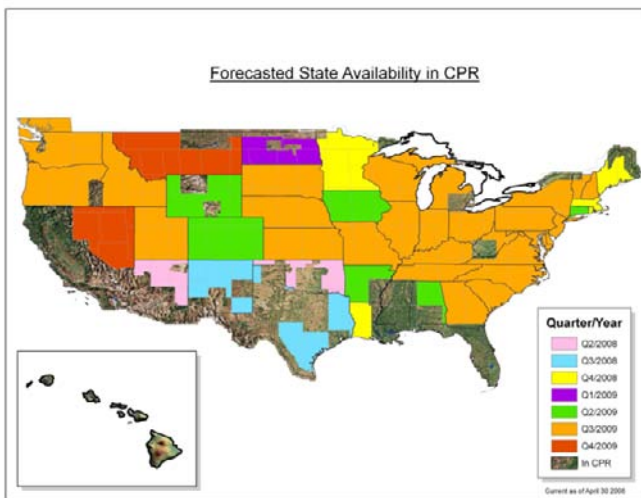 Forecasted State Availability in CPR
Quarter/Year
Q2/2008
Q3/2008
Q4/2008
Q1/2009
Q2/2009
Q3/2009
Q4/2009
In CPR
Current as of April 30 2008